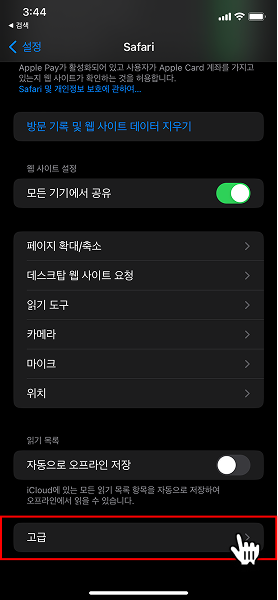 3:44
◀ 검색
설정
Safari
Apple Pay가 활성화되어 있고 사용자가 Apple Card 계좌를 가지고
있는지 웹 사이트가 확인하는 것을 허용합니다.
Safari 및 개인정보 보호에 관하여...
방문 기록 및 웹 사이트 데이터 지우기
웹 사이트 설정
모든 기기에서 공유
페이지 확대/축소
데스크탑 웹 사이트 요청
읽기 도구
카메라
마이크
위치
읽기 목록
자동으로 오프라인 저장
iCloud에 있는 모든 읽기 목록 항목을 자동으로 저장하여
오프라인에서 읽을 수 있습니다.
고급